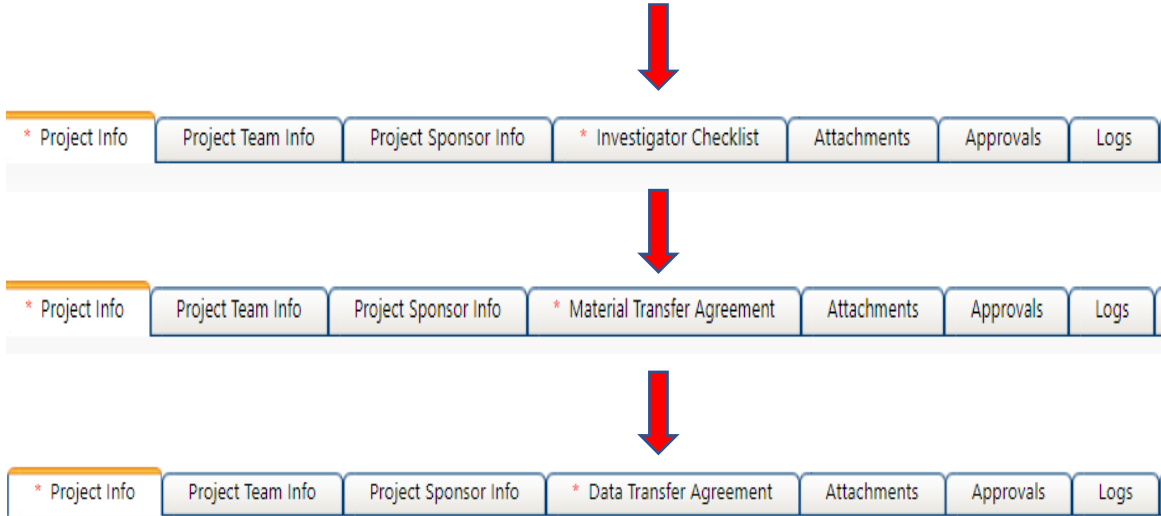 * Project Info Project Team Info Project Sponsor Info * Investigator Checklist Attachments Approvals Logs
* Project Info Project Team Info Project Sponsor Info * Material Transfer Agreement Attachments Approvals Logs
* Project Info Project Team Info Project Sponsor Info * Data Transfer Agreement Attachments Approvals Logs